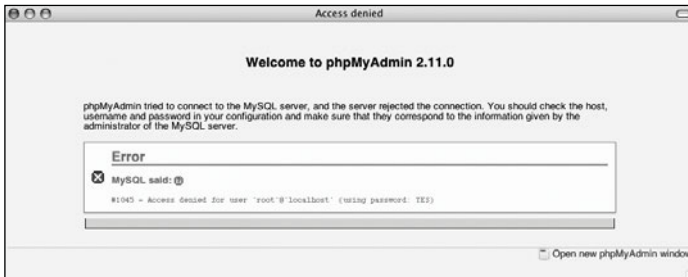 Access denied
Welcome to phpMyAdmin 2.11.0
phpMyAdmin tried to connect to the MySQL server, and the server rejected the connection. You should check the host,
username and password in your configuration and make sure that they correspond to the information given by the
administrator of the MySQL server.
Error
MySQL said:
#1045 - Access denied for user 'root'@'localhost' (using password: YES)
Open new phpMyAdmin window